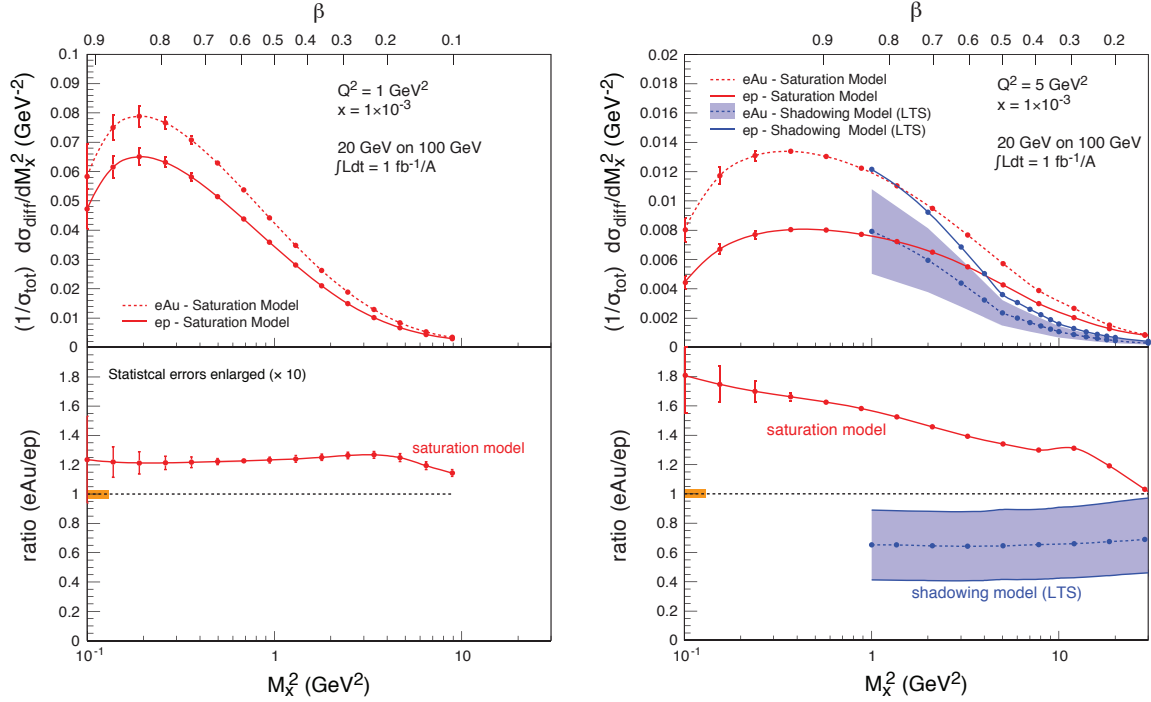 β
0.9 0.8 0.7 0.6 0.5 0.4 0.3 0.2 0.1
(1/σtot) dσdiff/dMx² (GeV⁻²)
0.1
0.09
0.08
0.07
0.06
0.05
0.04
0.03
0.02
0.01
0
Q² = 1 GeV²
x = 1×10⁻³
20 GeV on 100 GeV
∫Ldt = 1 fb⁻¹/A
eAu - Saturation Model
ep - Saturation Model
ratio (eAu/ep)
1.8
1.6
1.4
1.2
1
0.8
0.6
0.4
0.2
0
Statistcal errors enlarged (× 10)
saturation model
10⁻¹ 1 10
Mx² (GeV²)
β
0.9 0.8 0.7 0.6 0.5 0.4 0.3 0.2
(1/σtot) dσdiff/dMx² (GeV⁻²)
0.02
0.018
0.016
0.014
0.012
0.01
0.008
0.006
0.004
0.002
0
eAu - Saturation Model
ep - Saturation Model
eAu - Shadowing Model (LTS)
ep - Shadowing Model (LTS)
Q² = 5 GeV²
x = 1×10⁻³
20 GeV on 100 GeV
∫Ldt = 1 fb⁻¹/A
ratio (eAu/ep)
1.8
1.6
1.4
1.2
1
0.8
0.6
0.4
0.2
0
saturation model
shadowing model (LTS)
10⁻¹ 1 10
Mx² (GeV²)